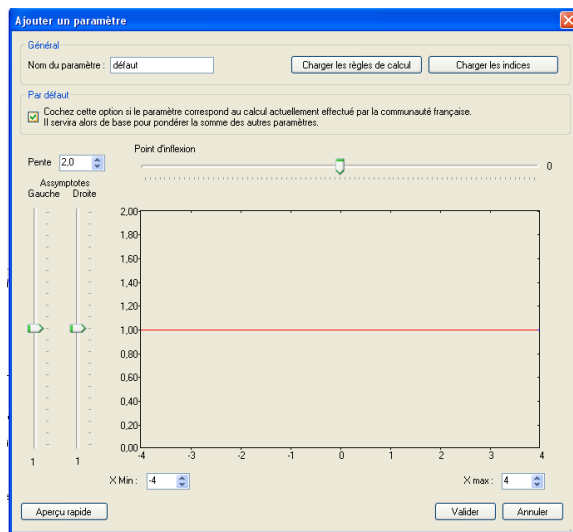 Ajouter un paramètre
Général
Nom du paramètre : défaut
Charger les règles de calcul
Charger les indices
Par défaut
Cochez cette option si le paramètre correspond au calcul actuellement effectué par la communauté française.
Il servira alors de base pour pondérer la somme des autres paramètres.
Point d'inflexion
Pente 2,0
0
Assymptotes
Gauche Droite
2,00
1,80
1,60
1,40
1,20
1,00
0,80
0,60
0,40
0,20
0,00
-4 -3 -2 -1 0 1 2 3 4
1 1
X Min : -4
X max : 4
Aperçu rapide
Valider
Annuler